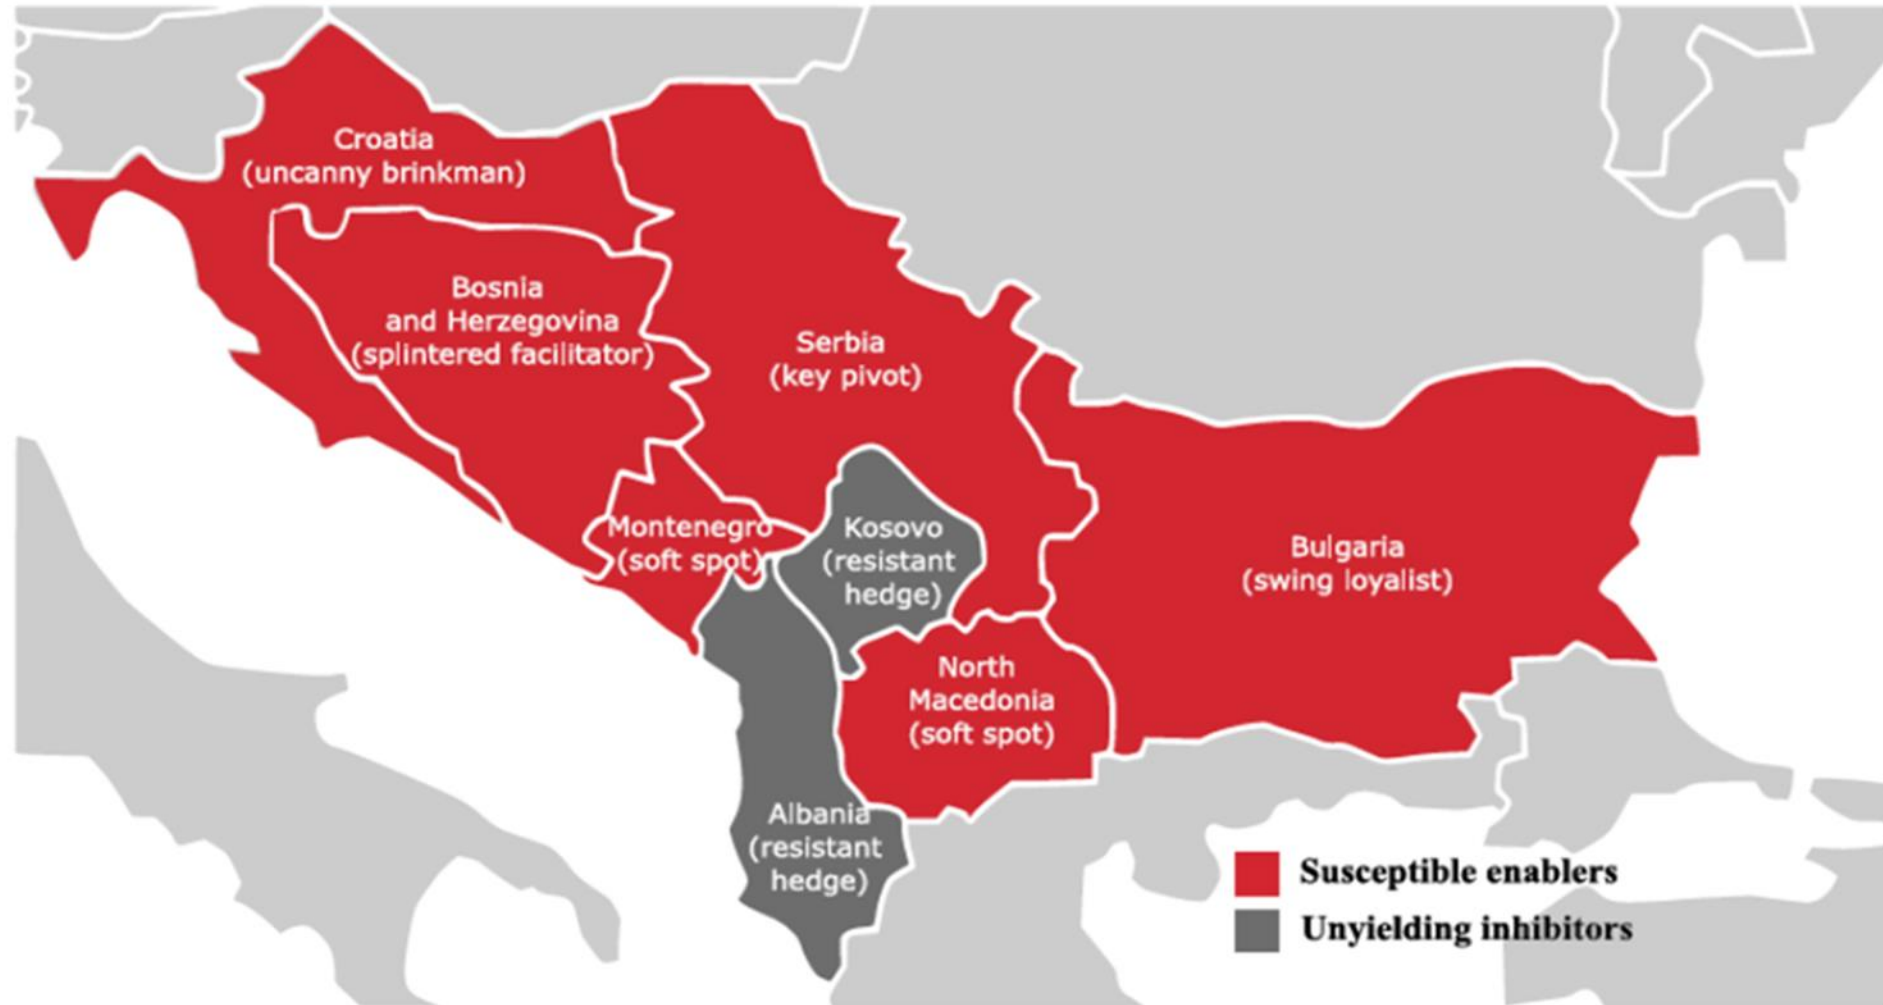 Croatia
(uncanny brinkman)
Bosnia
and Herzegovina
(splintered facilitator)
Serbia
(key pivot)
Montenegro
(soft spot)
Kosovo
(resistant
hedge)
Bulgaria
(swing loyalist)
North
Macedonia
(soft spot)
Albania
(resistant
hedge)
Susceptible enablers
Unyielding inhibitors